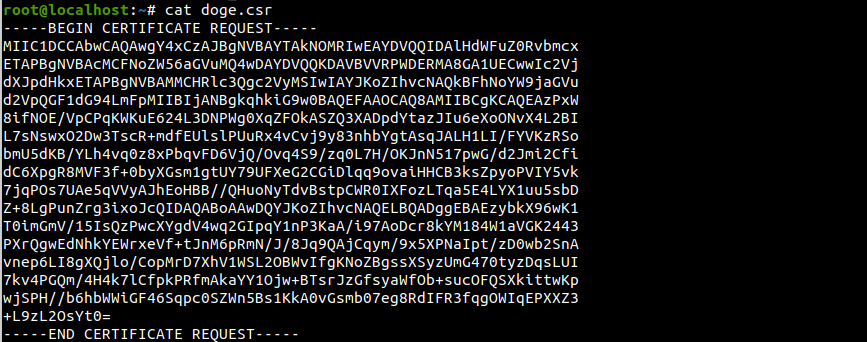 root@localhost:~# cat doge.csr
-----BEGIN CERTIFICATE REQUEST-----
MIIC1DCCAbwCAQAwgY4xCzAJBgNVBAYTAkNOMRIwEAYDVQQIDAlHdWFuZ0Rvbmcx
ETAPBgNVBAcMCFNoZW56aGVuMQ4wDAYDVQQKDAVBVVRPWDERMA8GA1UECwwIc2Vj
dXJpdHkxETAPBgNVBAMMCHRlc3Qgc2VyMSIwIAYJKoZIhvcNAQkBFhNoYW9jaGVu
d2VpQGF1dG94LmFpMIIBIjANBgkqhkiG9w0BAQEFAAOCAQ8AMIIBCgKCAQEAzPxW
8ifNOE/VpCPqKWKuE624L3DNPWg0XqZFOkASZQ3XADpdYtazJIu6eXoONvX4L2BI
L7sNswxO2Dw3TscR+mdfEUlslPUuRx4vCvj9y83nhbYgtAsqJALH1LI/FYVKzRSo
bmU5dKB/YLh4vq0z8xPbqvFD6VjQ/Ovq4S9/zq0L7H/OKJnN517pwG/d2Jmi2Cfi
dC6XpgR8MVF3f+0byXGsm1gtUY79UFXeG2CGiDlqq9ovaiHHCB3ksZpyoPVIY5vk
7jqPOs7UAe5qVVyAJhEoHBB//QHuoNyTdvBstpCWR0IXFozLTqa5E4LYX1uu5sbD
Z+8LgPunZrg3ixoJcQIDAQABoAAwDQYJKoZIhvcNAQELBQADggEBAEzybkX96wK1
T0imGmV/15IsQzPwcXYgdV4wq2GIpqY1nP3KaA/i97AoDcr8kYM184W1aVGK2443
PXrQgwEdNhkYEWrxeVf+tJnM6pRmN/J/8Jq9QAjCqym/9x5XPNaIpt/zD0wb2SnA
vnep6LI8gXQjlo/CopMrD7XhV1WSL2OBWvIfgKNoZBgssXSyzUmG470tyzDqsLUI
7kv4PGQm/4H4k7lCfpkPRfmAkaYY1Ojw+BTsrJzGfsyaWfOb+sucOFQSXkittwKp
wjSPH//b6hbWWiGF46Sqpc0SZWn5Bs1KkA0vGsmb07eg8RdIFR3fqgOWIqEPXXZ3
+L9zL2OsYt0=
-----END CERTIFICATE REQUEST-----